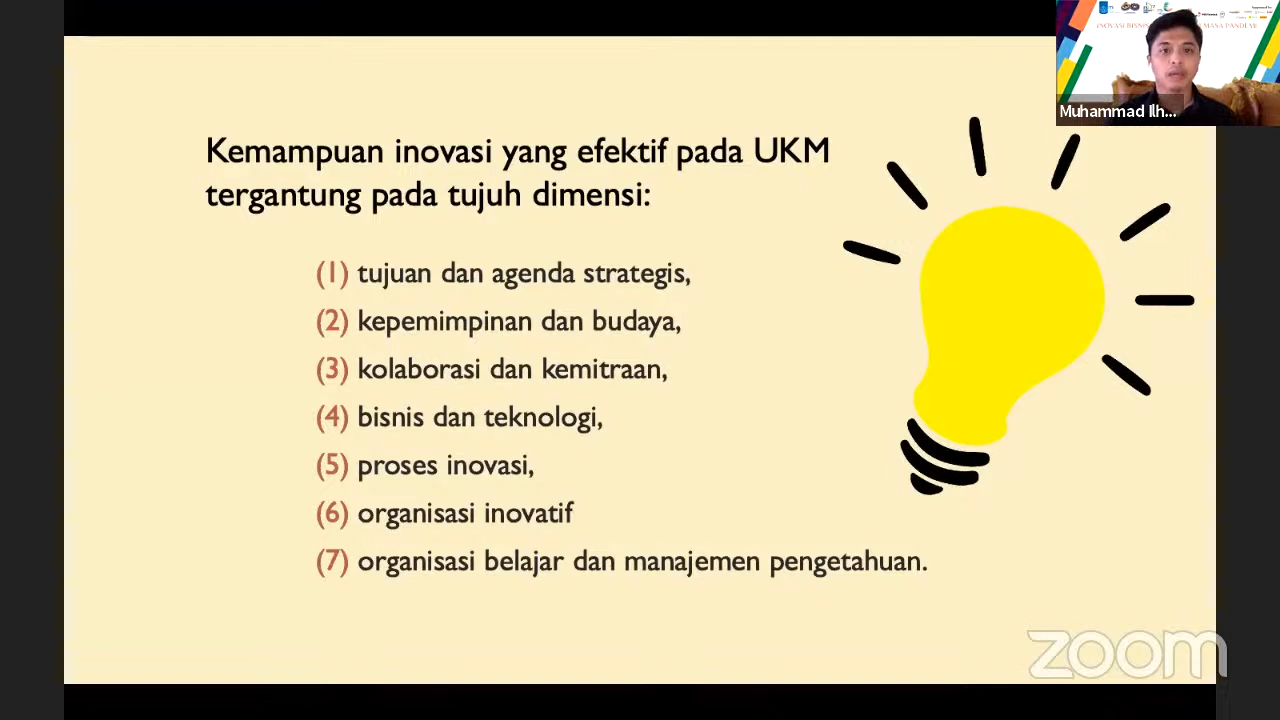 Kemampuan inovasi yang efektif pada UKM
tergantung pada tujuh dimensi:
(1) tujuan dan agenda strategis,
(2) kepemimpinan dan budaya,
(3) kolaborasi dan kemitraan,
(4) bisnis dan teknologi,
(5) proses inovasi,
(6) organisasi inovatif
(7) organisasi belajar dan manajemen pengetahuan.
INOVASI BISNIS
Muhammad Ilh...
zoom